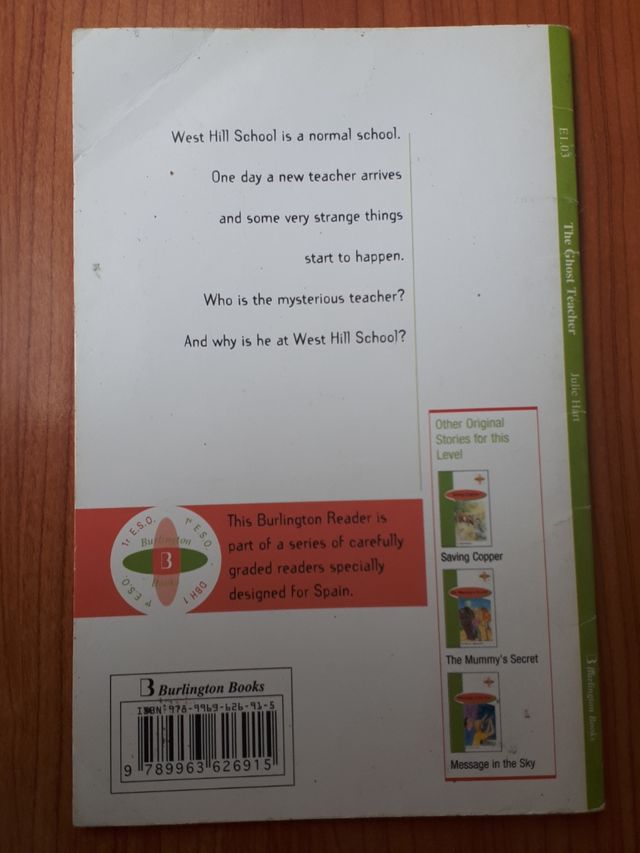 West Hill School is a normal school.
One day a new teacher arrives
and some very strange things
start to happen.
Who is the mysterious teacher?
And why is he at West Hill School?
E1.03
The Ghost Teacher
Julie Hart
B Burlington Books
Other Original
Stories for this
Level
Saving Copper
The Mummy's Secret
Message in the Sky
1r E.S.O.
1º E.S.O.
DBH 1
1º E.S.O.
Burlington
B
Books
This Burlington Reader is
part of a series of carefully
graded readers specially
designed for Spain.
B Burlington Books
ISBN: 978-9963-626-91-5
9 789963 626915